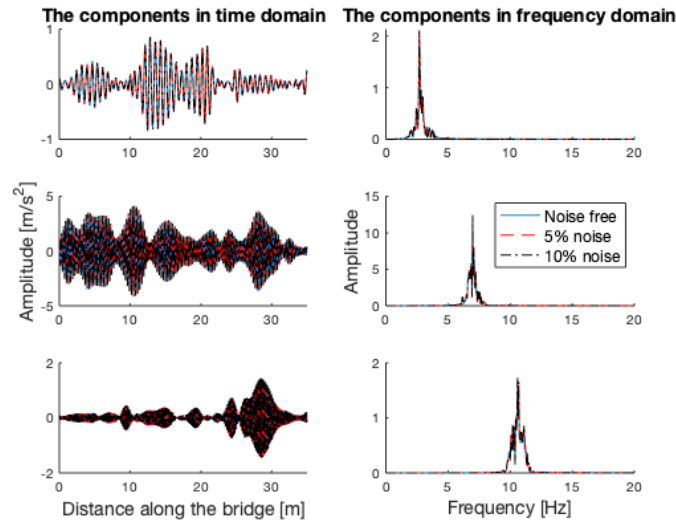 The components in time domain
The components in frequency domain
1
0
-1
0 10 20 30
2
1
0
0 5 10 15 20
Amplitude [m/s²]
5
0
-5
0 10 20 30
Amplitude
15
10
5
0
0 5 10 15 20
Noise free
5% noise
10% noise
2
0
-2
0 10 20 30
Distance along the bridge [m]
2
1
0
0 5 10 15 20
Frequency [Hz]